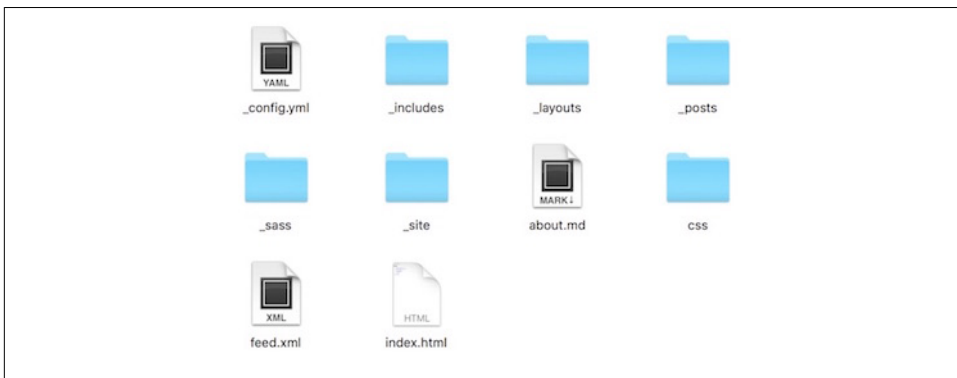 YAML
_config.yml
_includes
_layouts
_posts
_sass
_site
MARK↓
about.md
css
XML
feed.xml
HTML
index.html